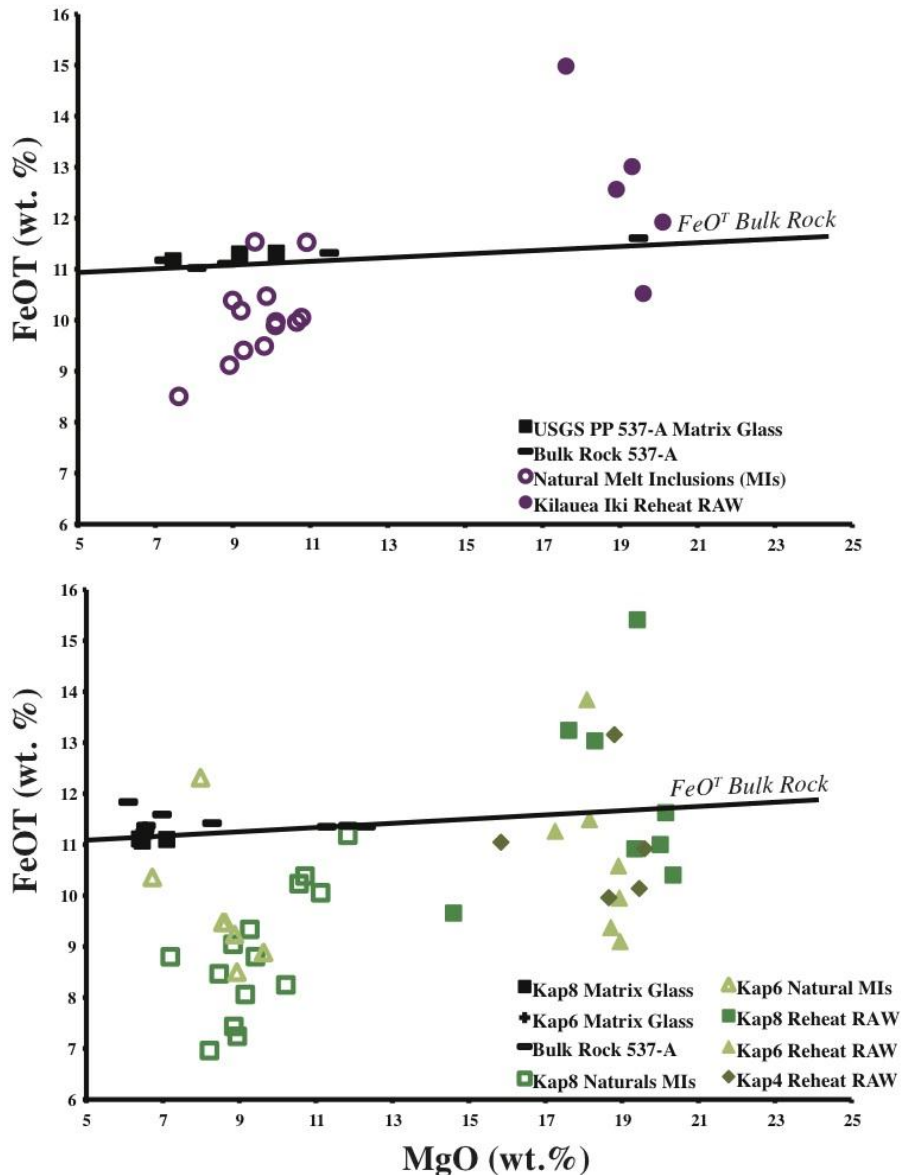 16
15
14
13
12
11
10
9
8
7
6
FeOT (wt. %)
FeO^T Bulk Rock
USGS PP 537-A Matrix Glass
Bulk Rock 537-A
Natural Melt Inclusions (MIs)
Kilauea Iki Reheat RAW
5 7 9 11 13 15 17 19 21 23 25
16
15
14
13
12
11
10
9
8
7
6
FeOT (wt. %)
FeO^T Bulk Rock
Kap8 Matrix Glass
Kap6 Matrix Glass
Bulk Rock 537-A
Kap8 Naturals MIs
Kap6 Natural MIs
Kap8 Reheat RAW
Kap6 Reheat RAW
Kap4 Reheat RAW
5 7 9 11 13 15 17 19 21 23 25
MgO (wt.%)